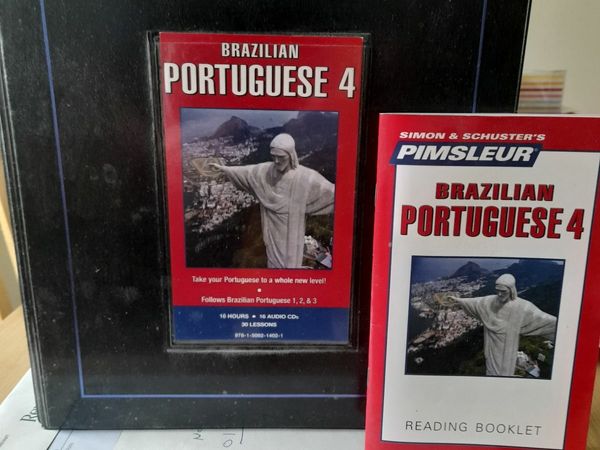 BRAZILIAN
PORTUGUESE 4
Take your Portuguese to a whole new level!
•
Follows Brazilian Portuguese 1, 2, & 3
16 HOURS • 16 AUDIO CDs
30 LESSONS
SIMON & SCHUSTER'S
PIMSLEUR
BRAZILIAN
PORTUGUESE 4
READING BOOKLET